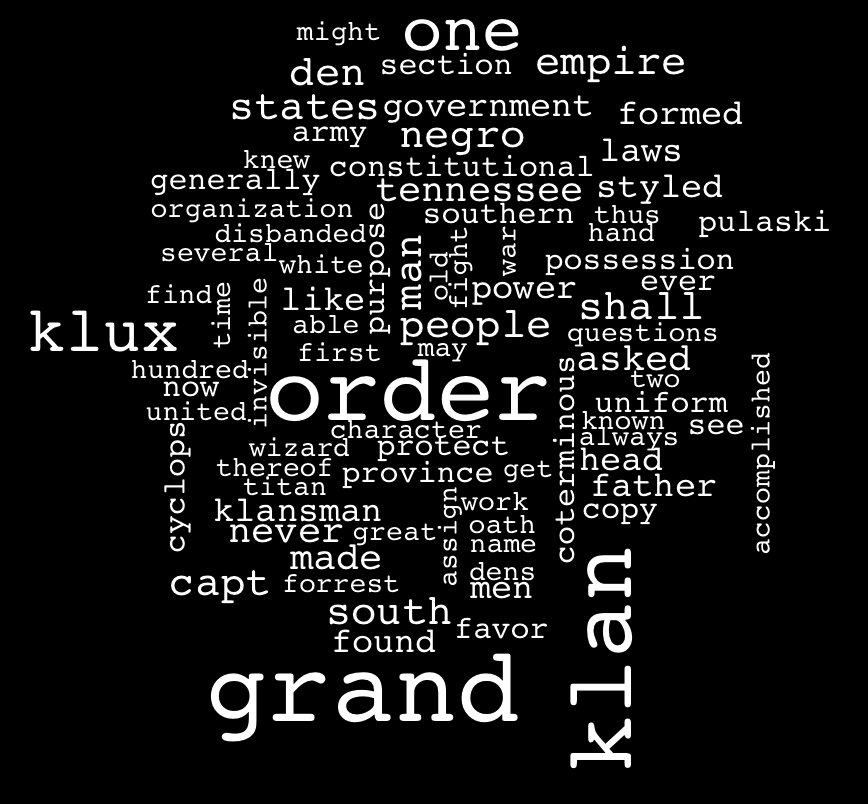 might one
den section empire
states government formed
army negro
knew constitutional laws
generally tennessee styled
organization southern thus pulaski
disbanded purpose man old fight war hand
several white possession
find time invisible like power ever
klux able people shall
first may questions
hundred order asked
now two accomplished
united coterminous uniform
cyclops character known see
wizard protect always
thereof province get head
titan father
klansman assign work copy
never great oath
made name
capt forrest dens
men
south klan
found favor
grand